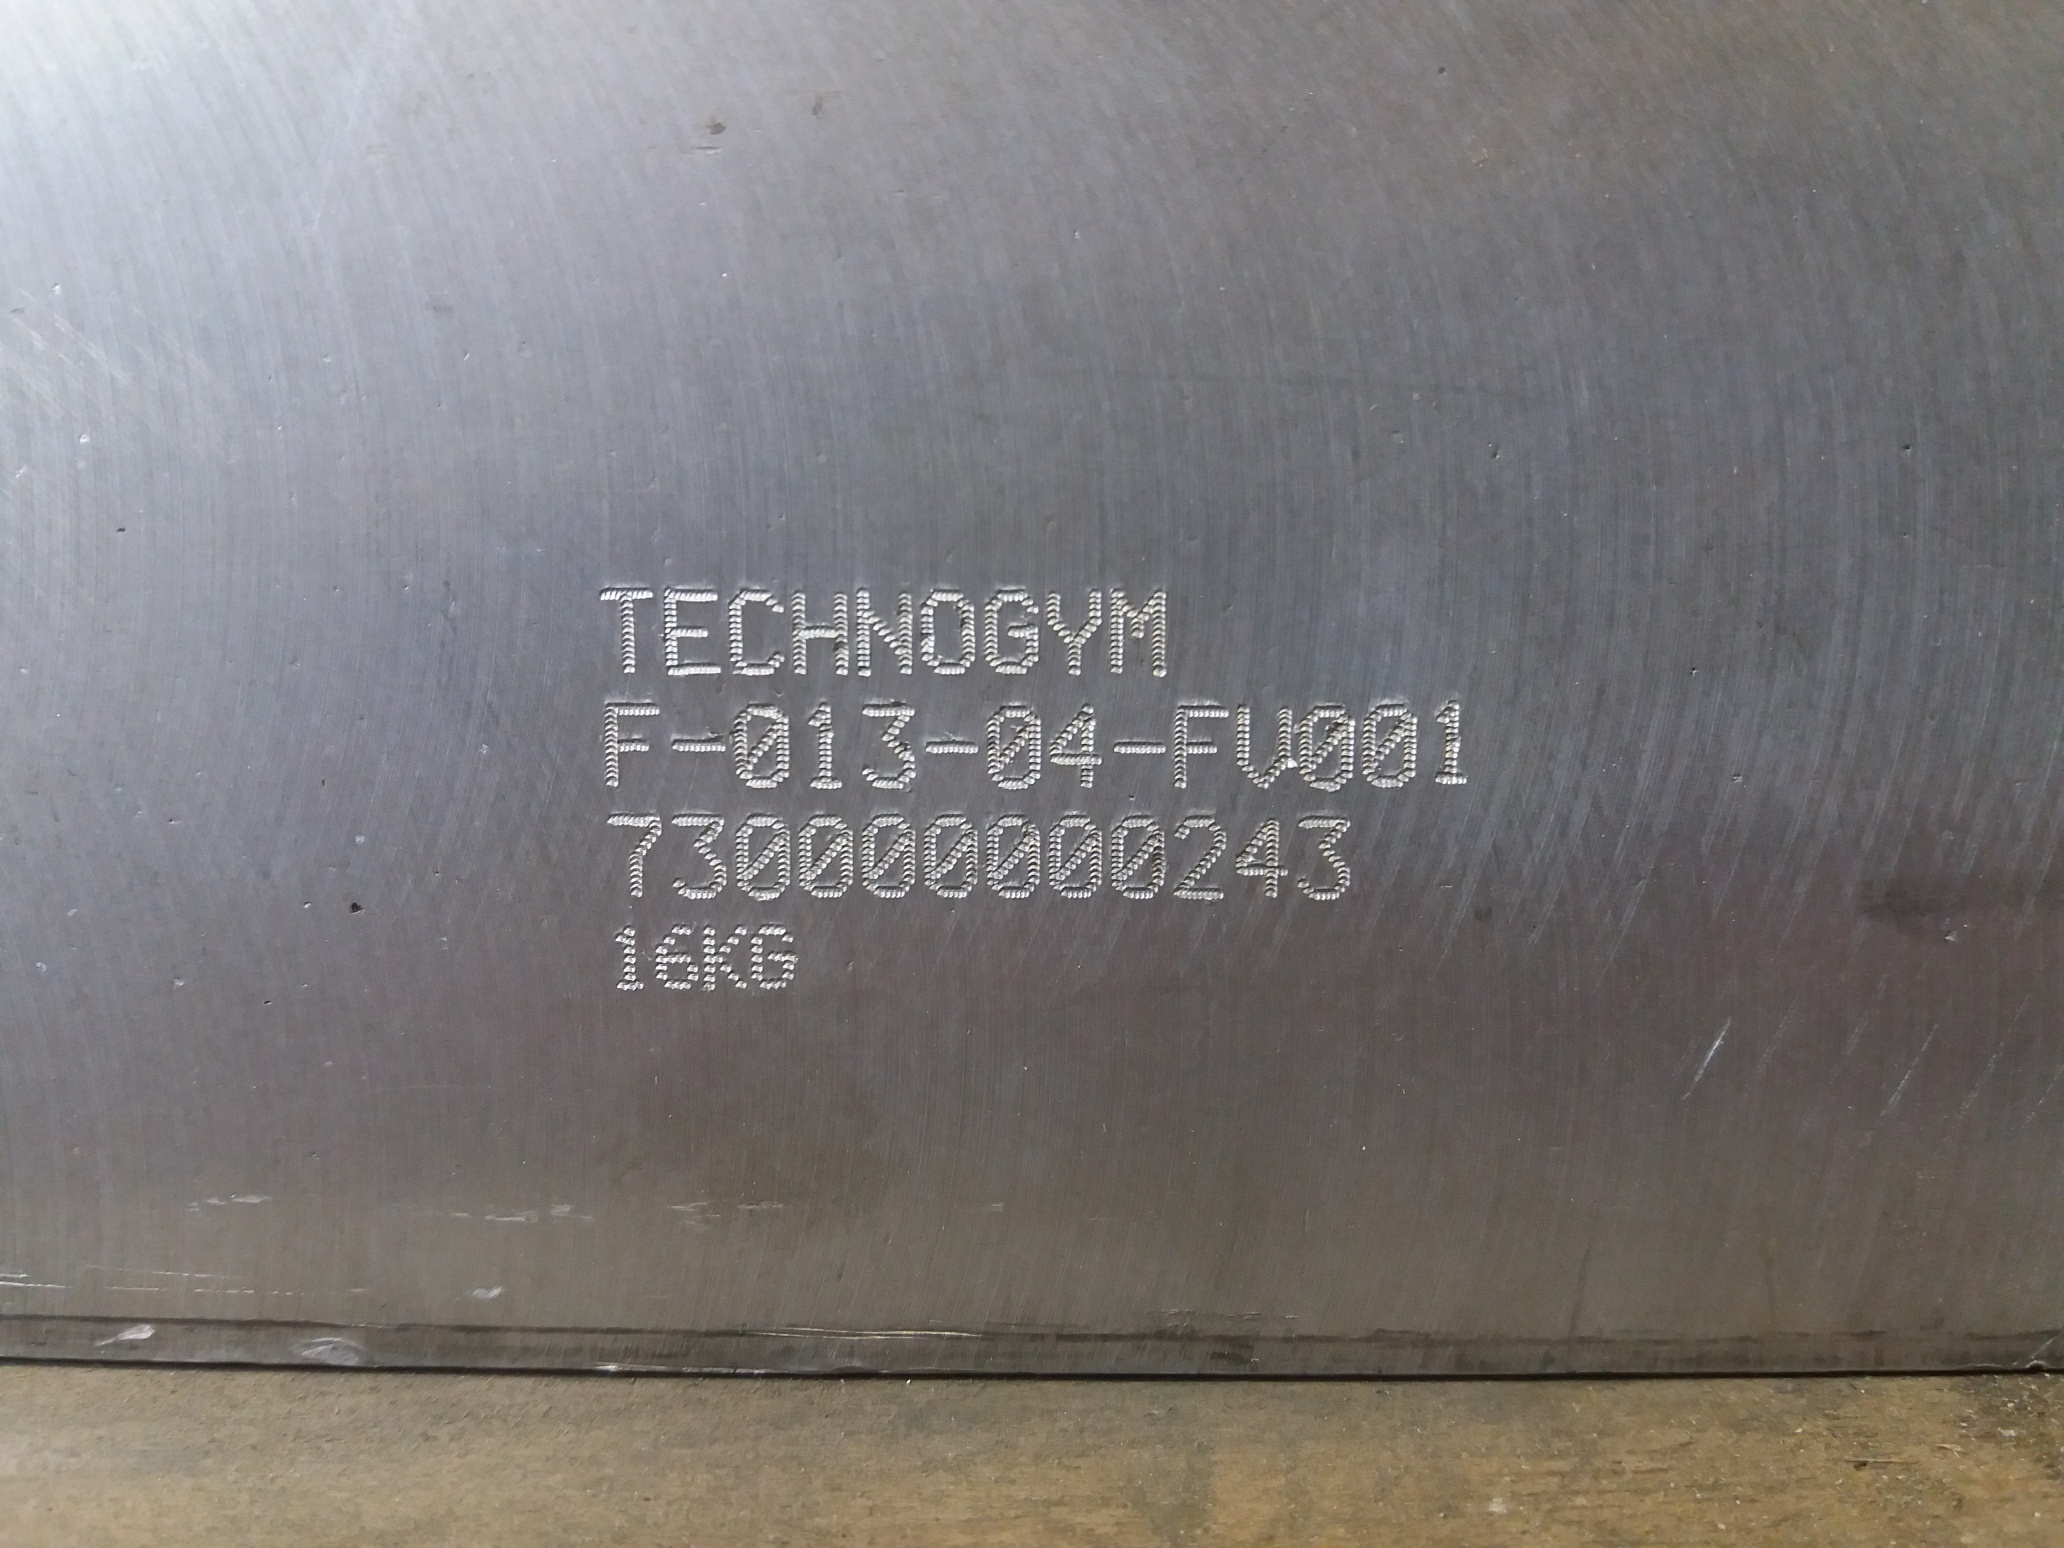 TECHNOGYM
F-013-04-FV001
730000000243
16KG